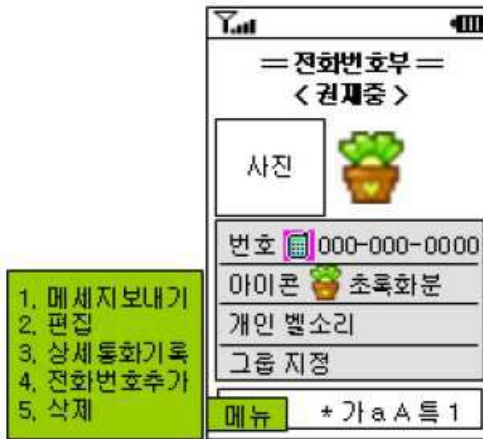 == 전화번호부 ==
< 권재중 >
사진
번호 000-000-0000
아이콘 초록화분
개인 벨소리
그룹 지정
1. 메세지보내기
2. 편집
3. 상세통화기록
4. 전화번호추가
5. 삭제
메뉴 * 가 a A 특 1